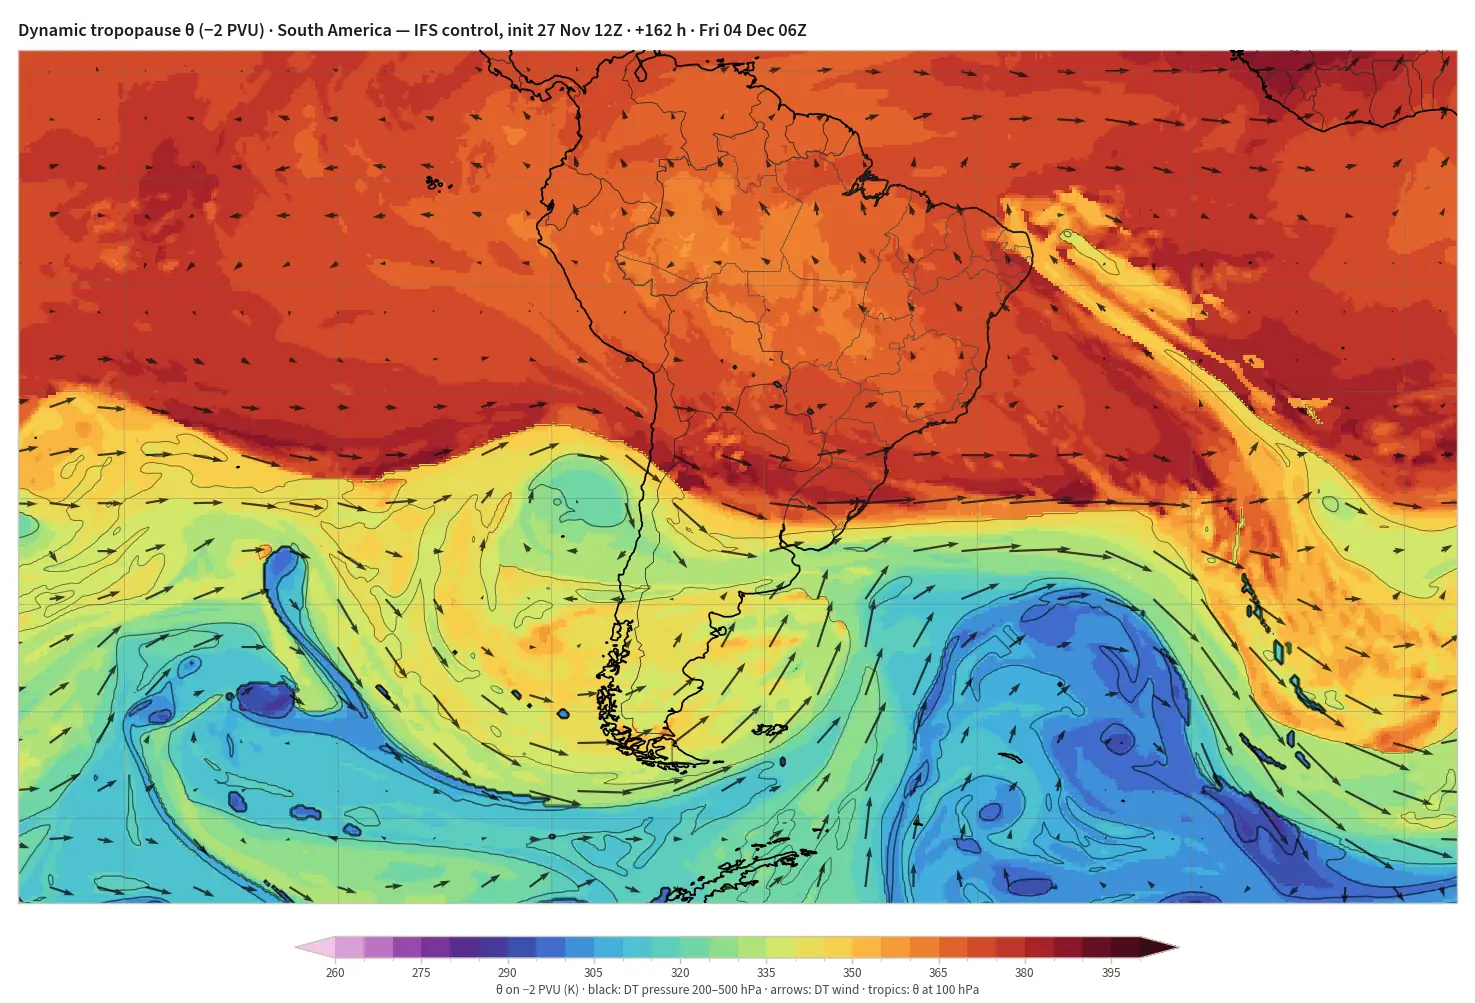 Dynamic tropopause θ (−2 PVU) · South America — IFS control, init 27 Nov 12Z · +162 h · Fri 04 Dec 06Z
260 275 290 305 320 335 350 365 380 395
θ on −2 PVU (K) · black: DT pressure 200–500 hPa · arrows: DT wind · tropics: θ at 100 hPa